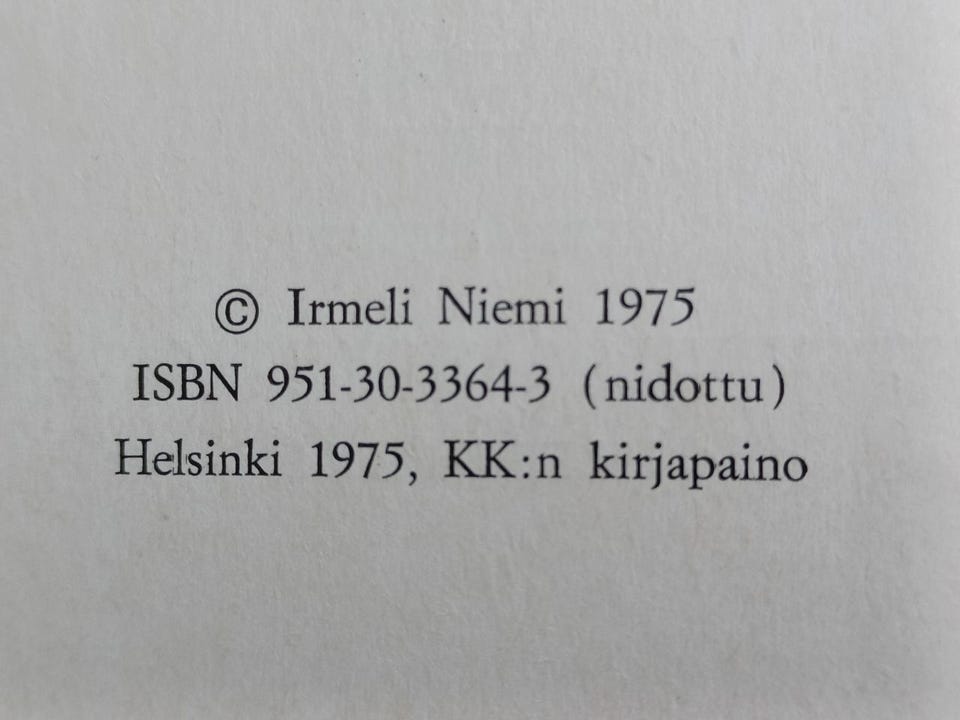 © Irmeli Niemi 1975
ISBN 951-30-3364-3 (nidottu)
Helsinki 1975, KK:n kirjapaino